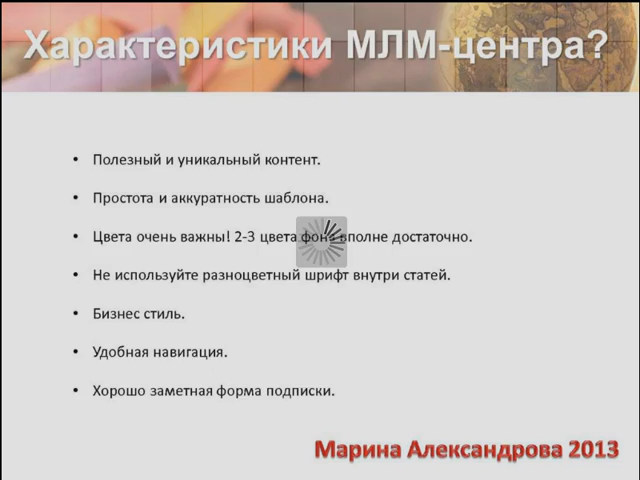 Характеристики МЛМ-центра?
• Полезный и уникальный контент.
• Простота и аккуратность шаблона.
• Цвета очень важны! 2-3 цвета фона вполне достаточно.
• Не используйте разноцветный шрифт внутри статей.
• Бизнес стиль.
• Удобная навигация.
• Хорошо заметная форма подписки.
Марина Александрова 2013